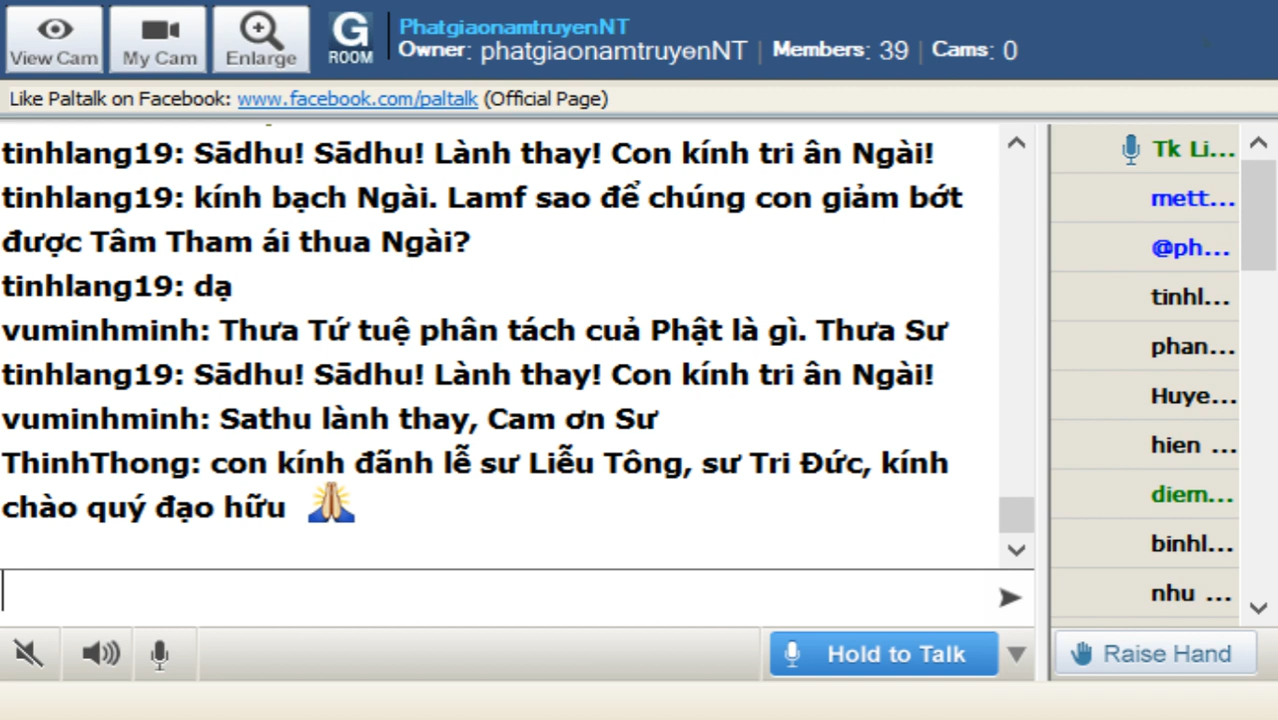 View Cam
My Cam
Enlarge
G
ROOM
PhatgiaonamtruyenNT
Owner: phatgiaonamtruyenNT | Members: 39 | Cams: 0
Like Paltalk on Facebook: www.facebook.com/paltalk (Official Page)
tinhlang19: Sādhu! Sādhu! Lành thay! Con kính tri ân Ngài!
tinhlang19: kính bạch Ngài. Lamf sao để chúng con giảm bớt
được Tâm Tham ái thua Ngài?
tinhlang19: dạ
vuminhminh: Thưa Tứ tuệ phân tách cuả Phật là gì. Thưa Sư
tinhlang19: Sādhu! Sādhu! Lành thay! Con kính tri ân Ngài!
vuminhminh: Sathu lành thay, Cam ơn Sư
ThinhThong: con kính đãnh lễ sư Liễu Tông, sư Tri Đức, kính
chào quý đạo hữu 🙏
Tk Li...
mett...
@ph...
tinhl...
phan...
Huye...
hien ...
diem...
binhl...
nhu ...
Hold to Talk
Raise Hand